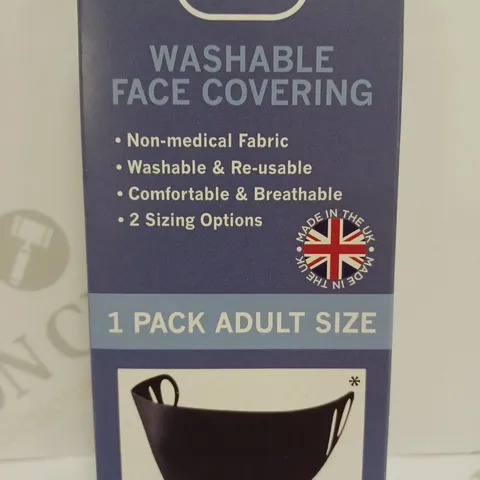 WASHABLE
FACE COVERING
• Non-medical Fabric
• Washable & Re-usable
• Comfortable & Breathable
• 2 Sizing Options
MADE IN THE UK • MADE IN THE UK •
1 PACK ADULT SIZE
*